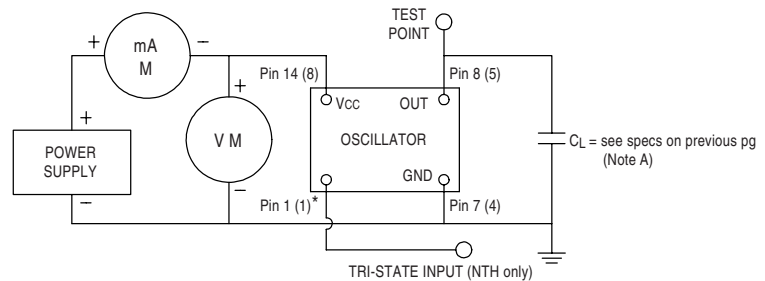 TEST
POINT
+
mA
M
–
Pin 14 (8)
Pin 8 (5)
+
+
VCC
OUT
V M
OSCILLATOR
CL = see specs on previous pg
(Note A)
POWER
SUPPLY
GND
–
–
Pin 1 (1)*
Pin 7 (4)
TRI-STATE INPUT (NTH only)